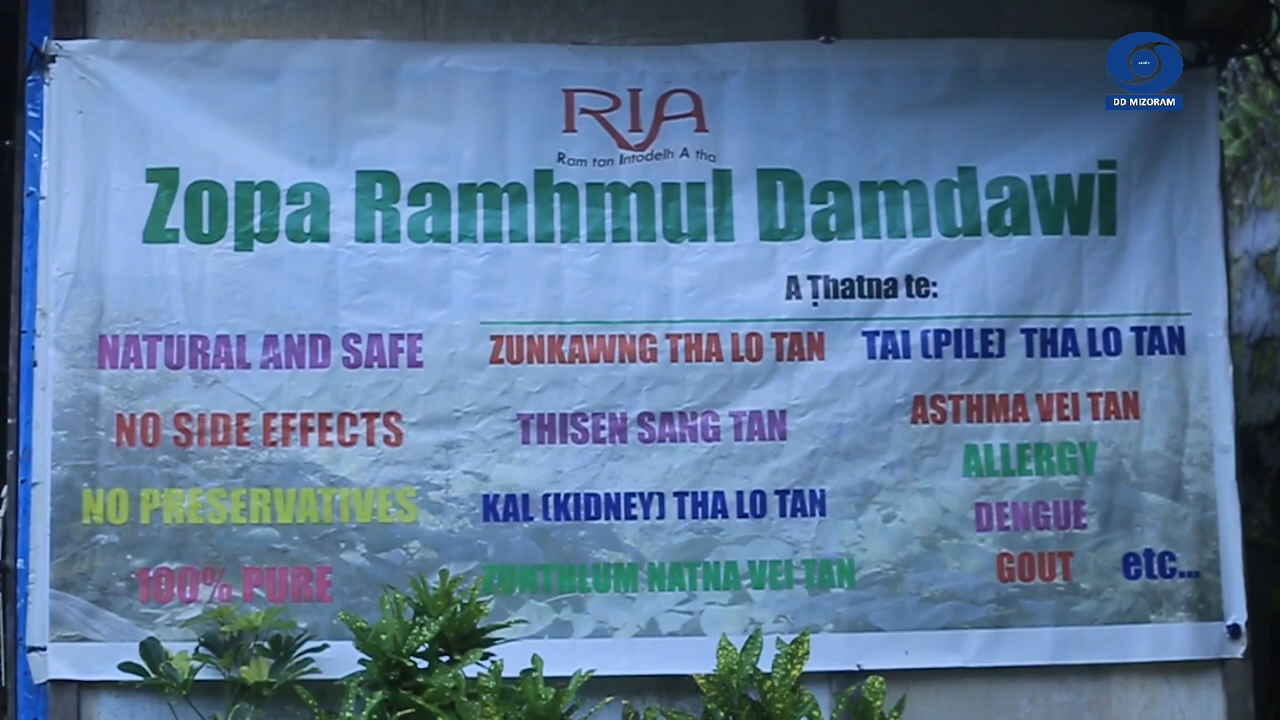 DD MIZORAM
RIA
Ram tan Intodelh A tha
Zopa Ramhmul Damdawi
A Ṭhatna te:
NATURAL AND SAFE
NO SIDE EFFECTS
NO PRESERVATIVES
100% PURE
ZUNKAWNG THA LO TAN
THISEN SANG TAN
KAL (KIDNEY) THA LO TAN
ZUNTHLUM NATNA VEI TAN
TAI (PILE) THA LO TAN
ASTHMA VEI TAN
ALLERGY
DENGUE
GOUT etc...